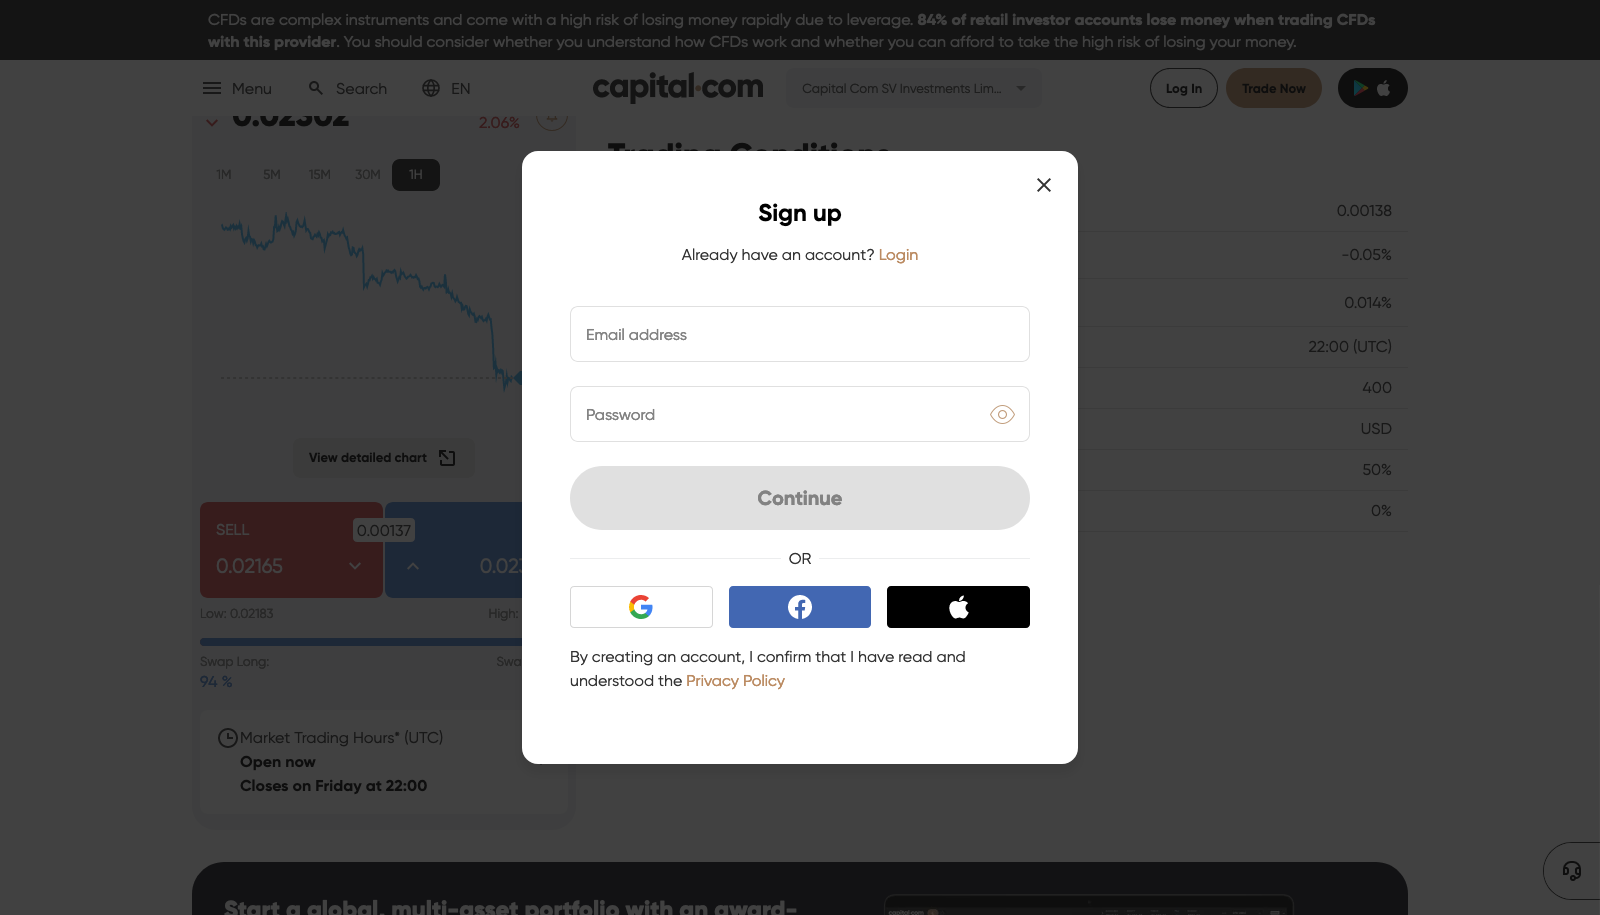 CFDs are complex instruments and come with a high risk of losing money rapidly due to leverage. 84% of retail investor accounts lose money when trading CFDs
with this provider. You should consider whether you understand how CFDs work and whether you can afford to take the high risk of losing your money.
Menu
Search
EN
capital.com
Capital Com SV Investments Lim...
Log In
Trade Now
0.02302
2.06%
Trading Conditions
1M
5M
15M
30M
1H
View detailed chart
SELL
0.02165
0.00137
Low: 0.02183
High:
Swap Long:
94 %
Market Trading Hours* (UTC)
Open now
Closes on Friday at 22:00
0.00138
-0.05%
0.014%
22:00 (UTC)
400
USD
50%
0%
Sign up
Already have an account? Login
Email address
Password
Continue
OR
By creating an account, I confirm that I have read and
understood the Privacy Policy
Start a global, multi-asset portfolio with an award-
capital.com